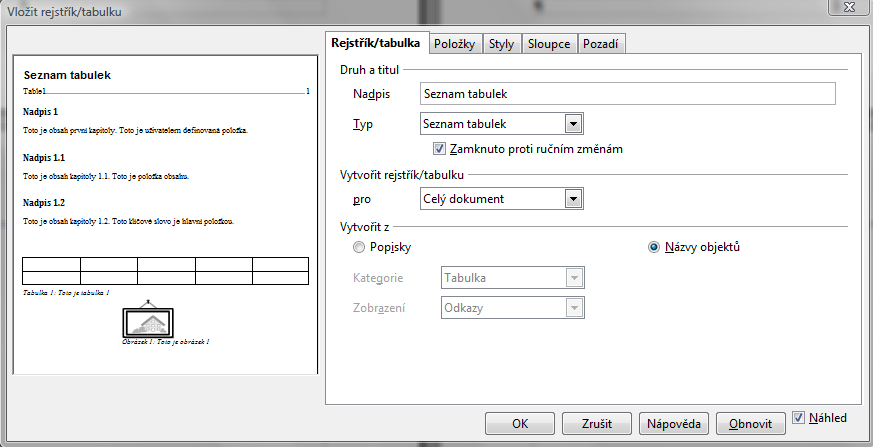 Vložit rejstřík/tabulku
Seznam tabulek
Table1 1
Nadpis 1
Toto je obsah první kapitoly. Toto je uživatelem definovaná položka.
Nadpis 1.1
Toto je obsah kapitoly 1.1. Toto je položka obsahu.
Nadpis 1.2
Toto je obsah kapitoly 1.2. Toto klíčové slovo je hlavní položkou.
Tabulka 1: Toto je tabulka 1
Obrázek 1: Toto je obrázek 1
Rejstřík/tabulka Položky Styly Sloupce Pozadí
Druh a titul
Nadpis Seznam tabulek
Typ Seznam tabulek
Zamknuto proti ručním změnám
Vytvořit rejstřík/tabulku
pro Celý dokument
Vytvořit z
Popisky Názvy objektů
Kategorie Tabulka
Zobrazení Odkazy
OK Zrušit Nápověda Obnovit Náhled